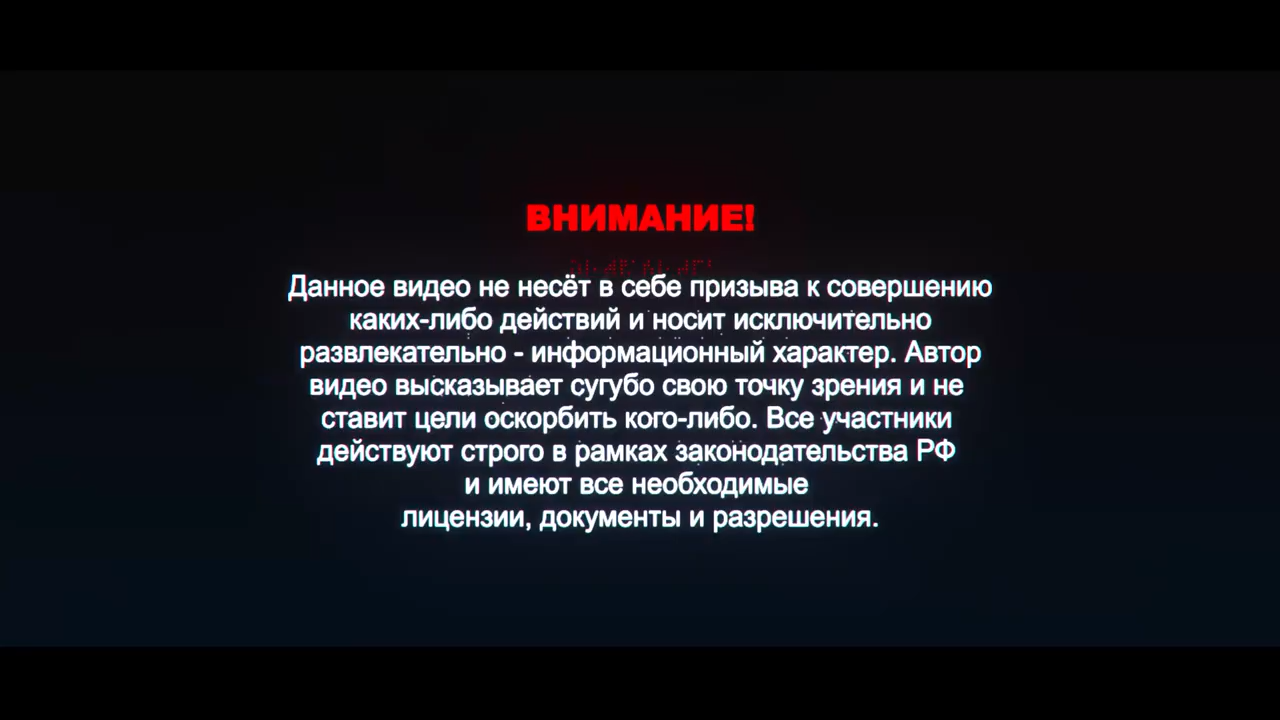 ВНИМАНИЕ!
Данное видео не несёт в себе призыва к совершению
каких-либо действий и носит исключительно
развлекательно - информационный характер. Автор
видео высказывает сугубо свою точку зрения и не
ставит цели оскорбить кого-либо. Все участники
действуют строго в рамках законодательства РФ
и имеют все необходимые
лицензии, документы и разрешения.